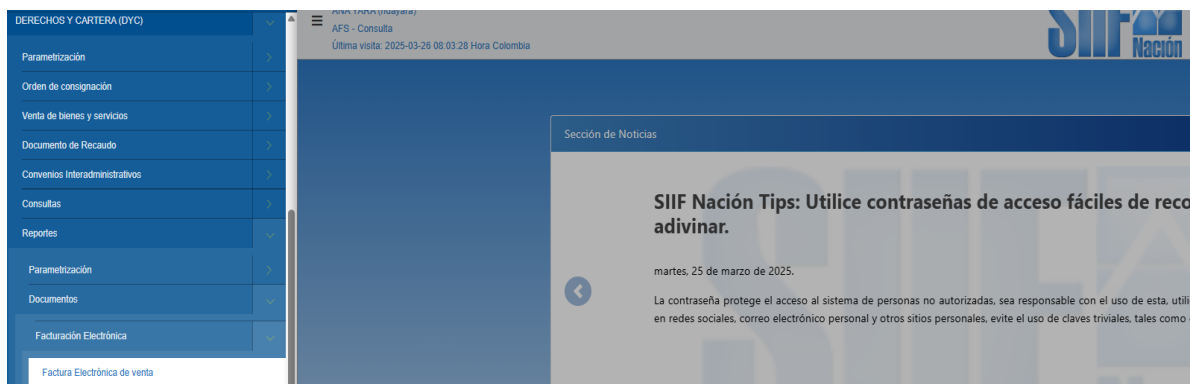 DERECHOS Y CARTERA (DYC)
Parametrización
Orden de consignación
Venta de bienes y servicios
Documento de Recaudo
Convenios Interadministrativos
Consultas
Reportes
Parametrización
Documentos
Facturación Electrónica
Factura Electrónica de venta
ANA YARA (ndayara)
AFS - Consulta
Última visita: 2025-03-26 08:03:28 Hora Colombia
SIIF
Nación
Sección de Noticias
SIIF Nación Tips: Utilice contraseñas de acceso fáciles de reco
adivinar.
martes, 25 de marzo de 2025.
La contraseña protege el acceso al sistema de personas no autorizadas, sea responsable con el uso de esta, utili
en redes sociales, correo electrónico personal y otros sitios personales, evite el uso de claves triviales, tales como